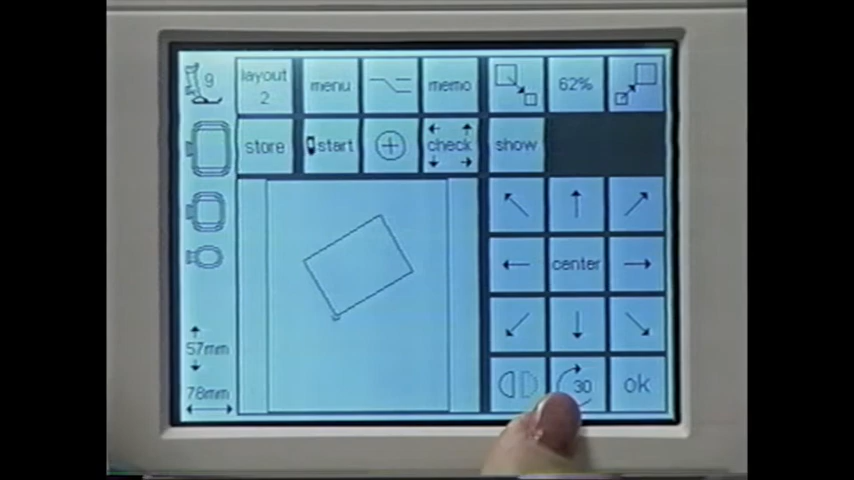 9
layout
2
menu
memo
62%
store
start
check
show
center
57mm
78mm
30
ok